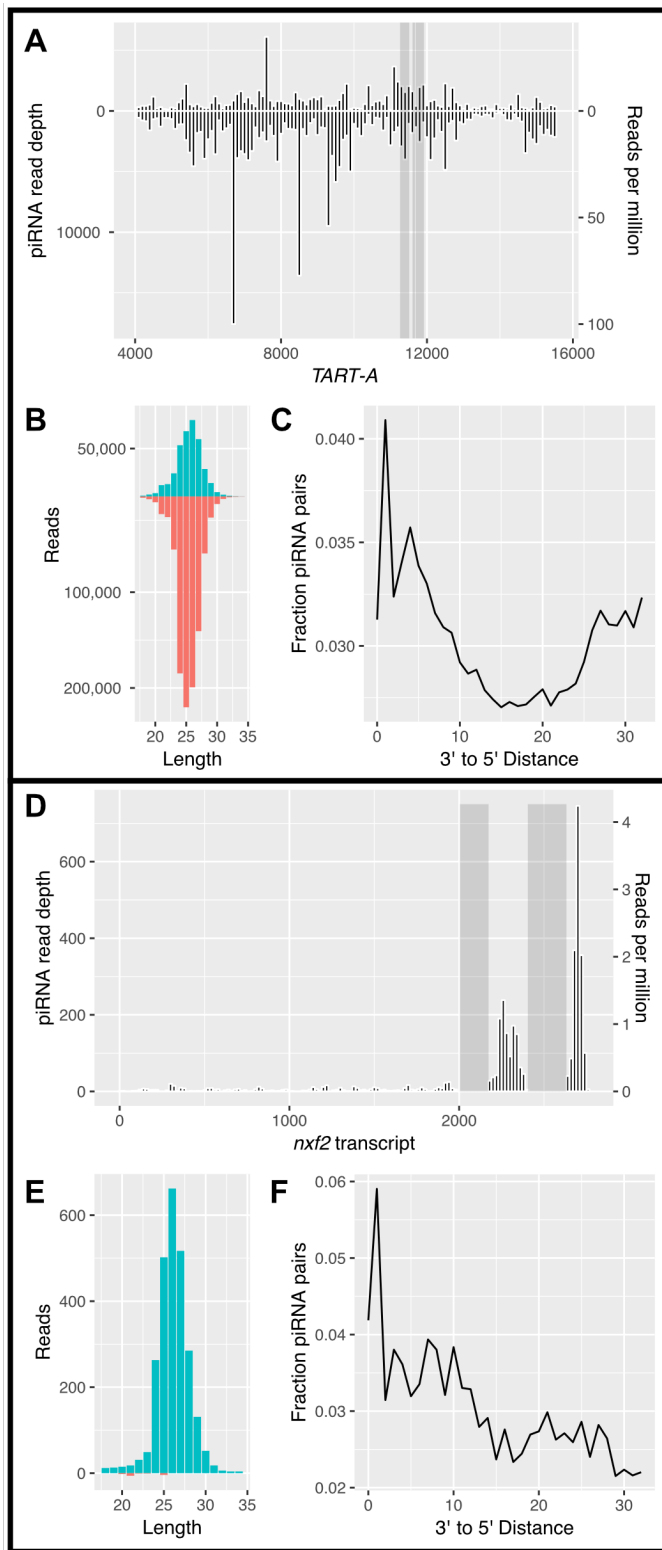 A
piRNA read depth
0
10000
0
50
100
Reads per million
4000
8000
12000
16000
TART-A
B
Reads
50,000
100,000
200,000
20
25
30
35
Length
C
Fraction piRNA pairs
0.040
0.035
0.030
0
10
20
30
3' to 5' Distance
D
piRNA read depth
600
400
200
0
4
3
2
1
0
Reads per million
0
1000
2000
nxf2 transcript
E
Reads
600
400
200
0
20
25
30
35
Length
F
Fraction piRNA pairs
0.06
0.05
0.04
0.03
0.02
0
10
20
30
3' to 5' Distance